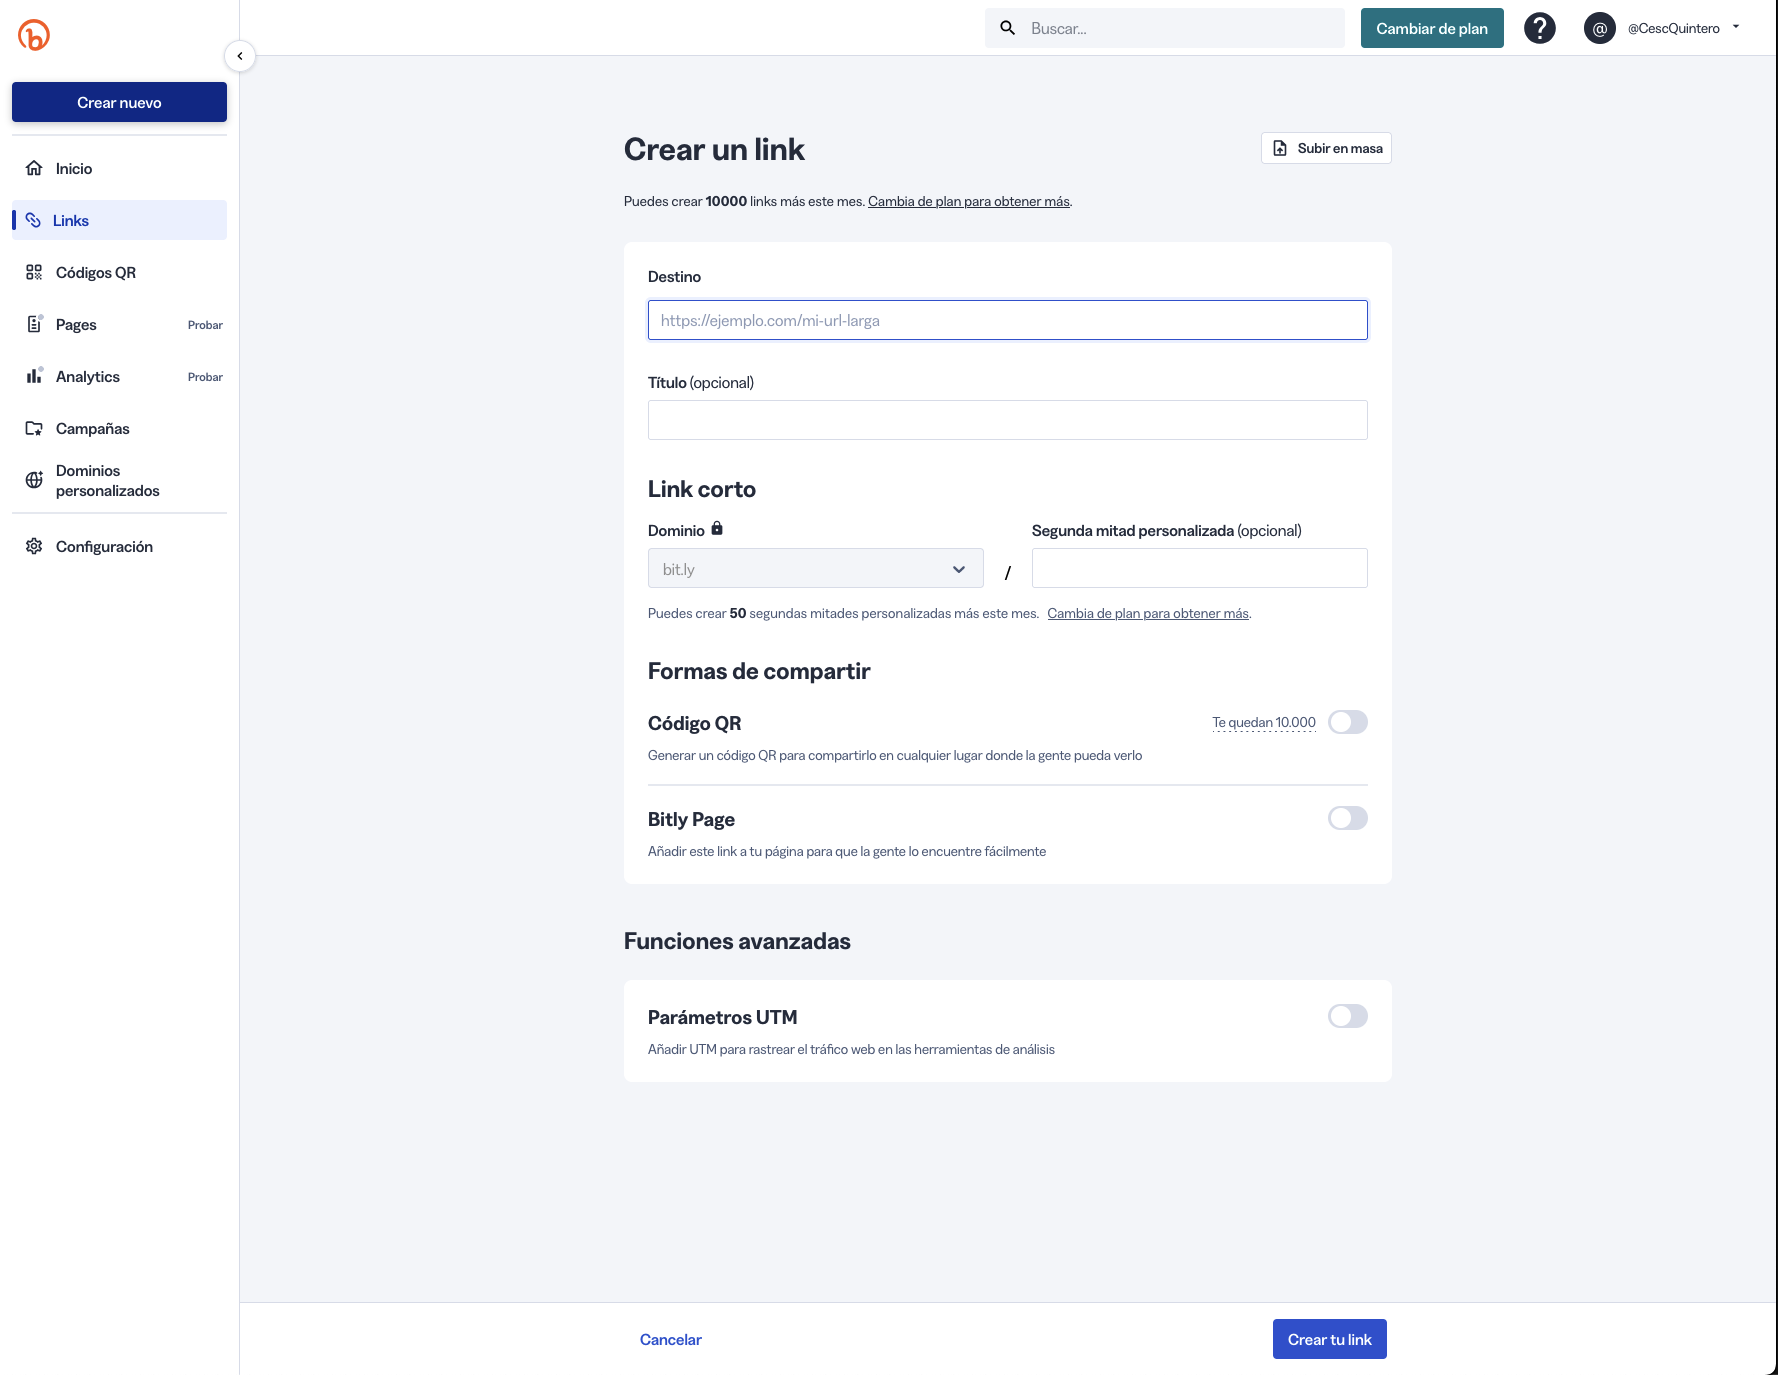 Buscar...
Cambiar de plan
?
@
@CescQuintero
Crear nuevo
Inicio
Links
Códigos QR
Pages Probar
Analytics Probar
Campañas
Dominios
personalizados
Configuración
Crear un link
Subir en masa
Puedes crear 10000 links más este mes. Cambia de plan para obtener más.
Destino
https://ejemplo.com/mi-url-larga
Título (opcional)
Link corto
Dominio
Segunda mitad personalizada (opcional)
bit.ly
/
Puedes crear 50 segundas mitades personalizadas más este mes. Cambia de plan para obtener más.
Formas de compartir
Código QR
Te quedan 10.000
Generar un código QR para compartirlo en cualquier lugar donde la gente pueda verlo
Bitly Page
Añadir este link a tu página para que la gente lo encuentre fácilmente
Funciones avanzadas
Parámetros UTM
Añadir UTM para rastrear el tráfico web en las herramientas de análisis
Cancelar
Crear tu link